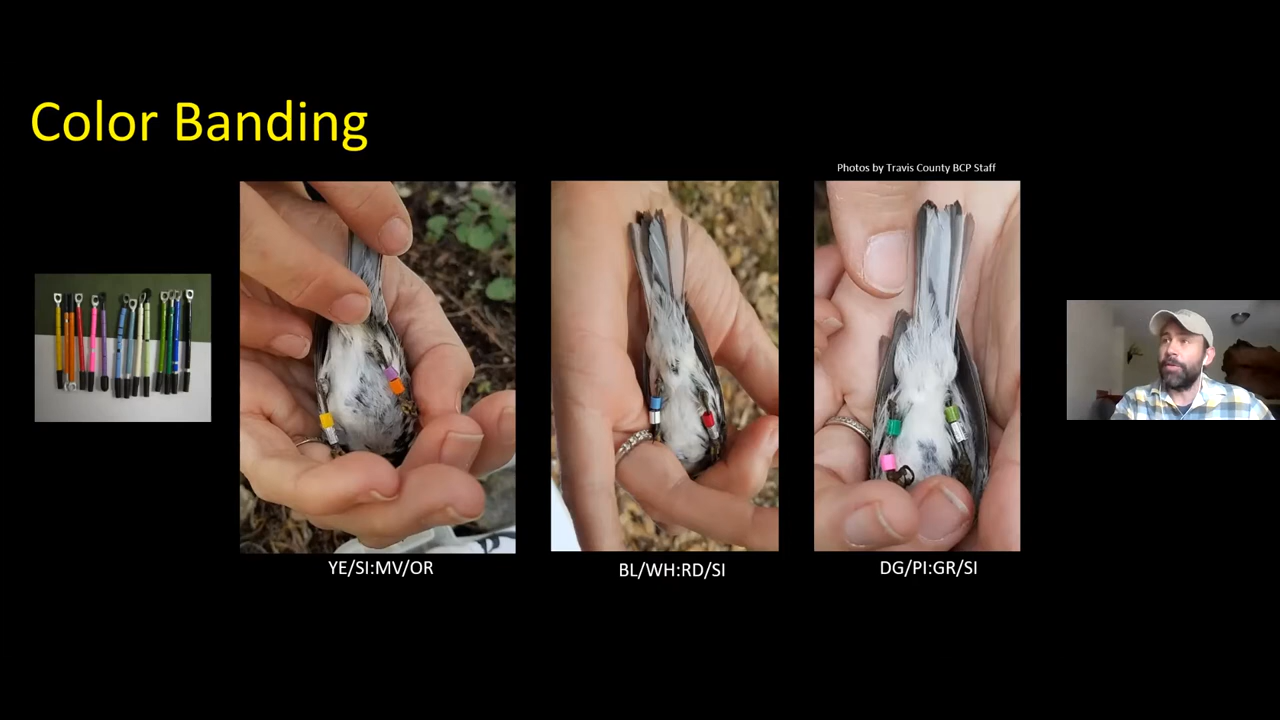 Color Banding
Photos by Travis County BCP Staff
YE/SI:MV/OR
BL/WH:RD/SI
DG/PI:GR/SI